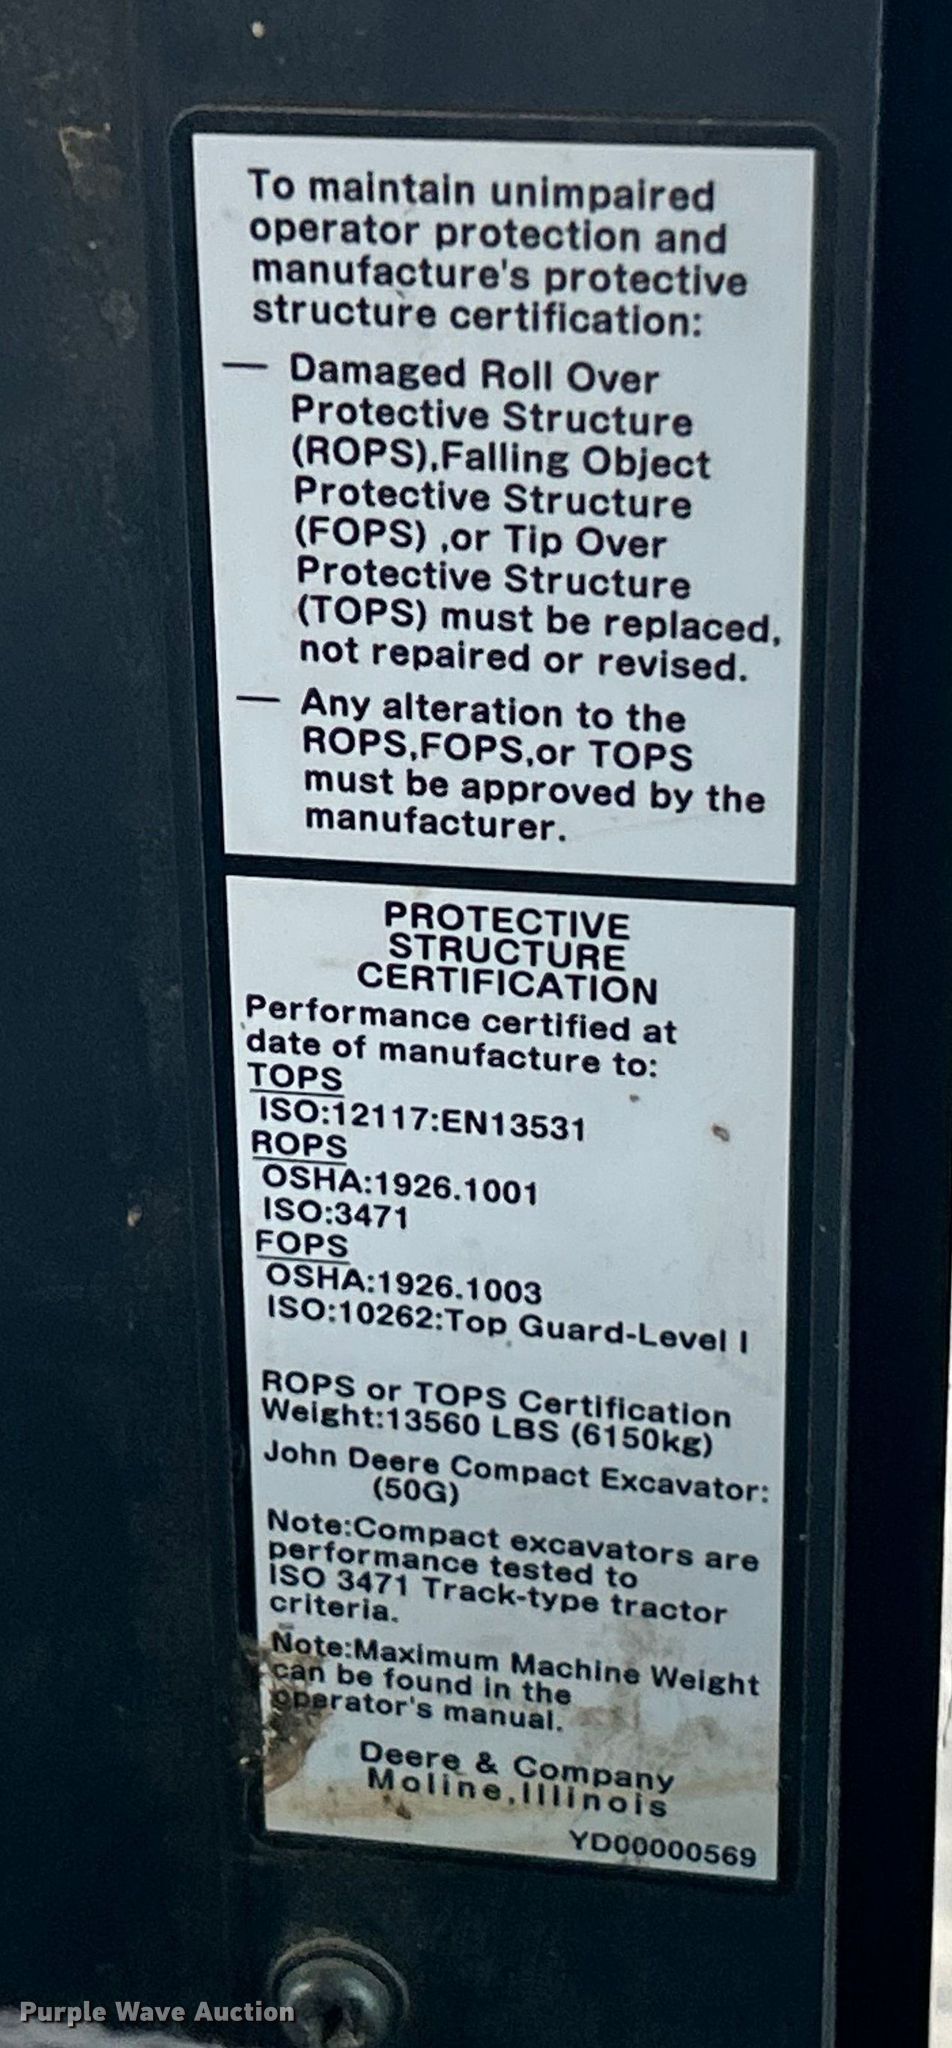 To maintain unimpaired
operator protection and
manufacture's protective
structure certification:
— Damaged Roll Over
Protective Structure
(ROPS),Falling Object
Protective Structure
(FOPS) ,or Tip Over
Protective Structure
(TOPS) must be replaced,
not repaired or revised.
— Any alteration to the
ROPS,FOPS,or TOPS
must be approved by the
manufacturer.
PROTECTIVE
STRUCTURE
CERTIFICATION
Performance certified at
date of manufacture to:
TOPS
ISO:12117:EN13531
ROPS
OSHA:1926.1001
ISO:3471
FOPS
OSHA:1926.1003
ISO:10262:Top Guard-Level I
ROPS or TOPS Certification
Weight:13560 LBS (6150kg)
John Deere Compact Excavator:
(50G)
Note:Compact excavators are
performance tested to
ISO 3471 Track-type tractor
criteria.
Note:Maximum Machine Weight
can be found in the
operator's manual.
Deere & Company
Moline,Illinois
YD00000569
Purple Wave Auction